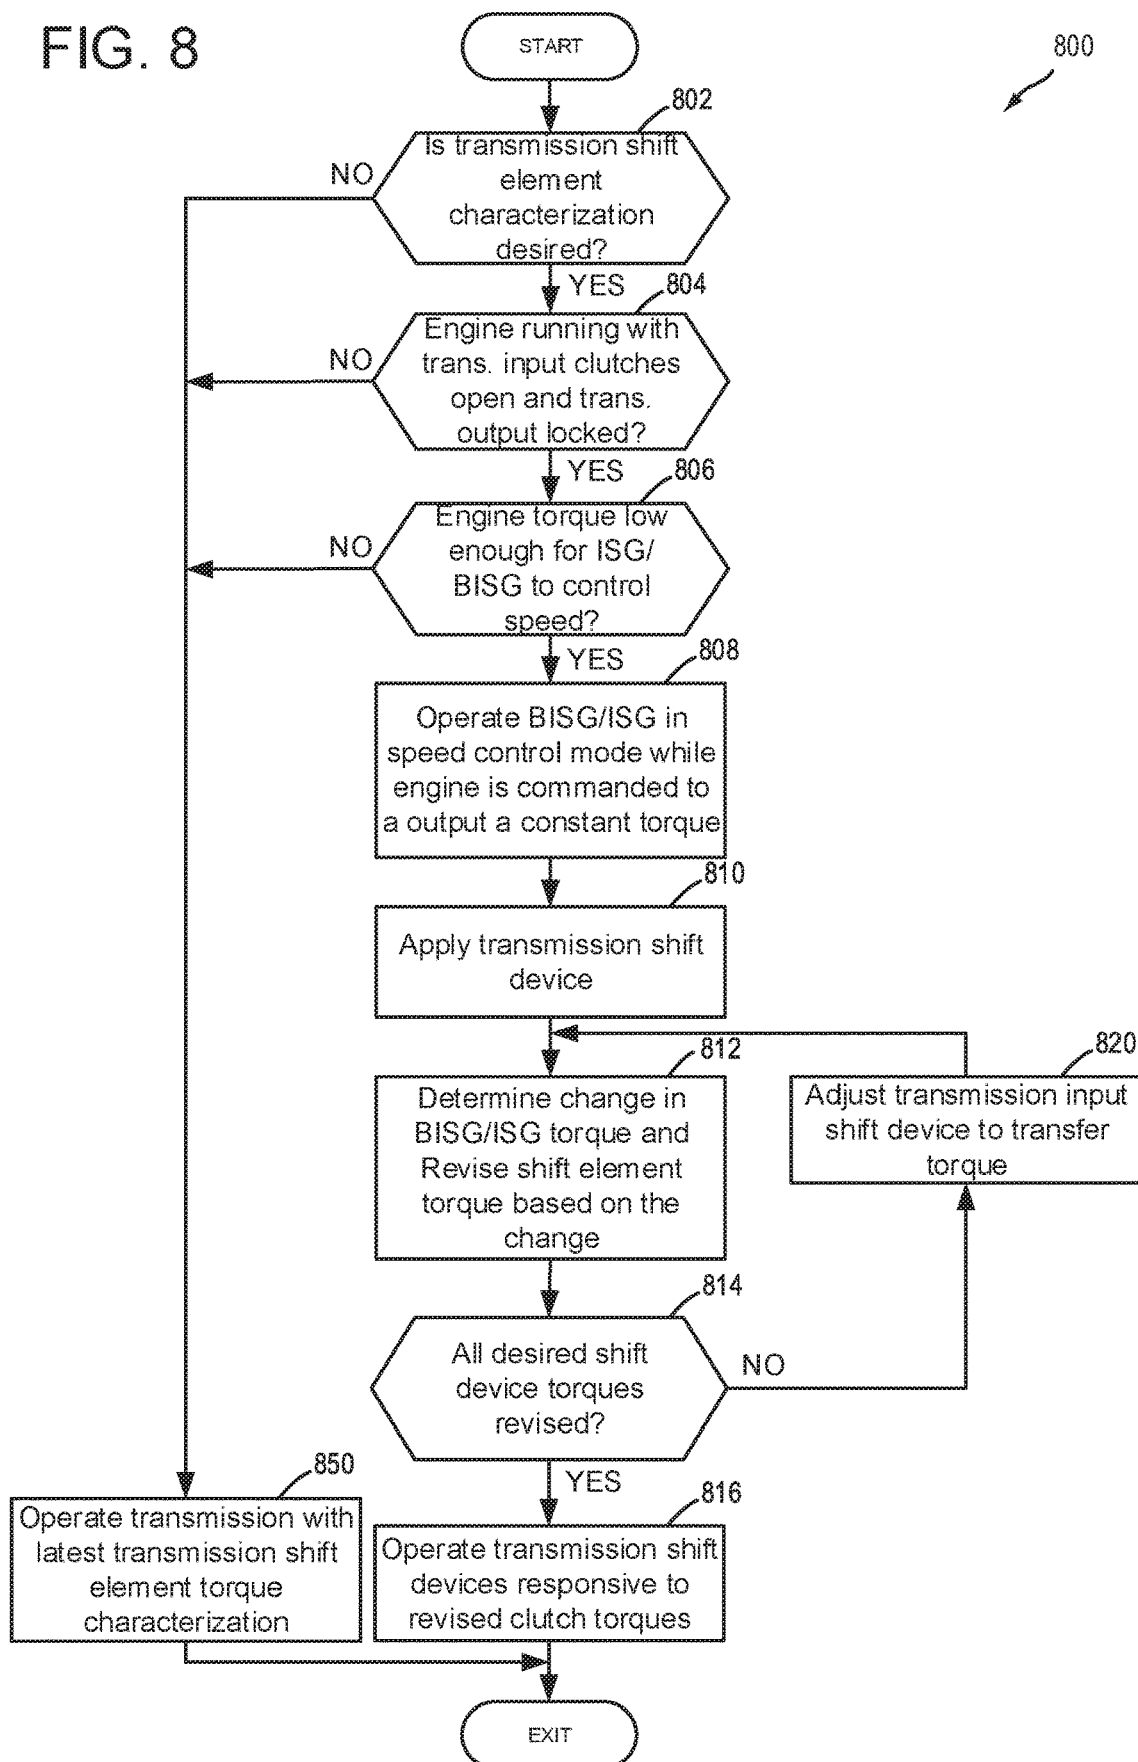 FIG. 8
START
800
802
Is transmission shift
element
characterization
desired?
NO
YES
804
Engine running with
trans. input clutches
open and trans.
output locked?
NO
YES
806
Engine torque low
enough for ISG/
BISG to control
speed?
NO
YES
808
Operate BISG/ISG in
speed control mode while
engine is commanded to
a output a constant torque
810
Apply transmission shift
device
812
Determine change in
BISG/ISG torque and
Revise shift element
torque based on the
change
820
Adjust transmission input
shift device to transfer
torque
814
All desired shift
device torques
revised?
NO
YES
850
Operate transmission with
latest transmission shift
element torque
characterization
816
Operate transmission shift
devices responsive to
revised clutch torques
EXIT